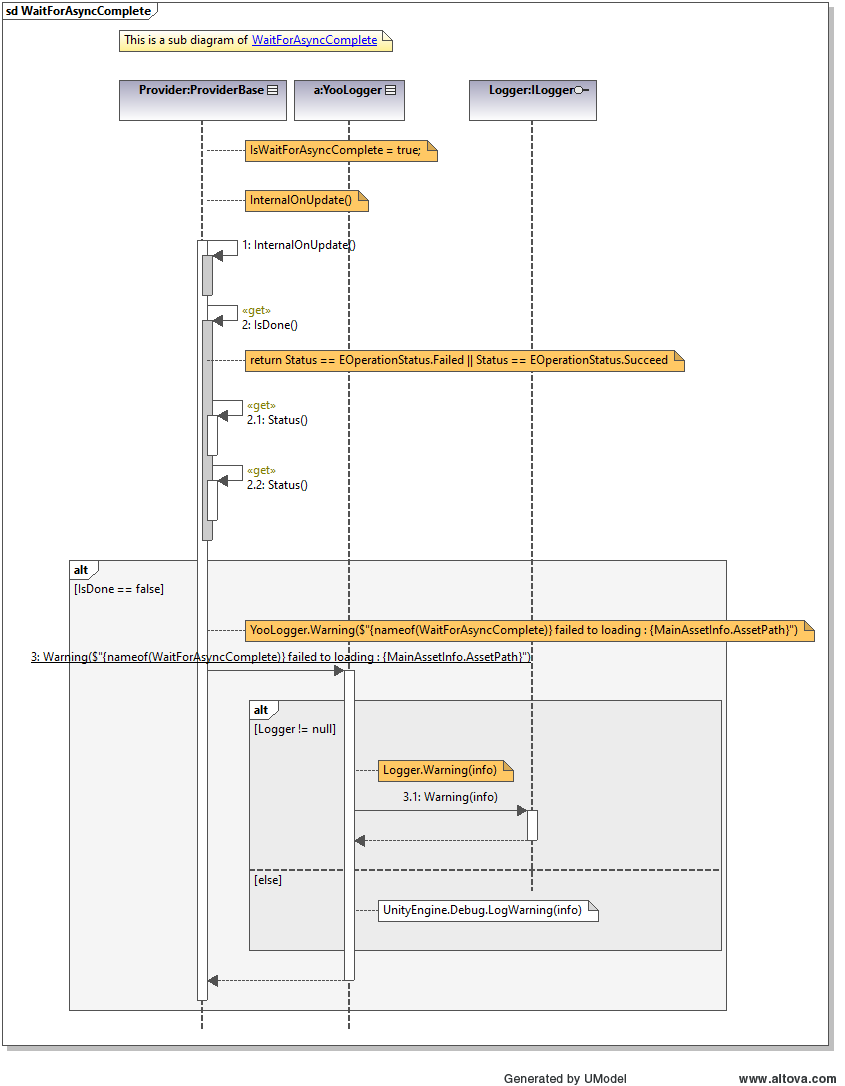 sd WaitForAsyncComplete
This is a sub diagram of WaitForAsyncComplete
Provider:ProviderBase
a:YooLogger
Logger:ILogger
IsWaitForAsyncComplete = true;
InternalOnUpdate()
1: InternalOnUpdate()
«get»
2: IsDone()
return Status == EOperationStatus.Failed || Status == EOperationStatus.Succeed
«get»
2.1: Status()
«get»
2.2: Status()
alt
[IsDone == false]
YooLogger.Warning($"{nameof(WaitForAsyncComplete)} failed to loading : {MainAssetInfo.AssetPath}")
3: Warning($"{nameof(WaitForAsyncComplete)} failed to loading : {MainAssetInfo.AssetPath}")
alt
[Logger != null]
Logger.Warning(info)
3.1: Warning(info)
[else]
UnityEngine.Debug.LogWarning(info)
Generated by UModel
www.altova.com